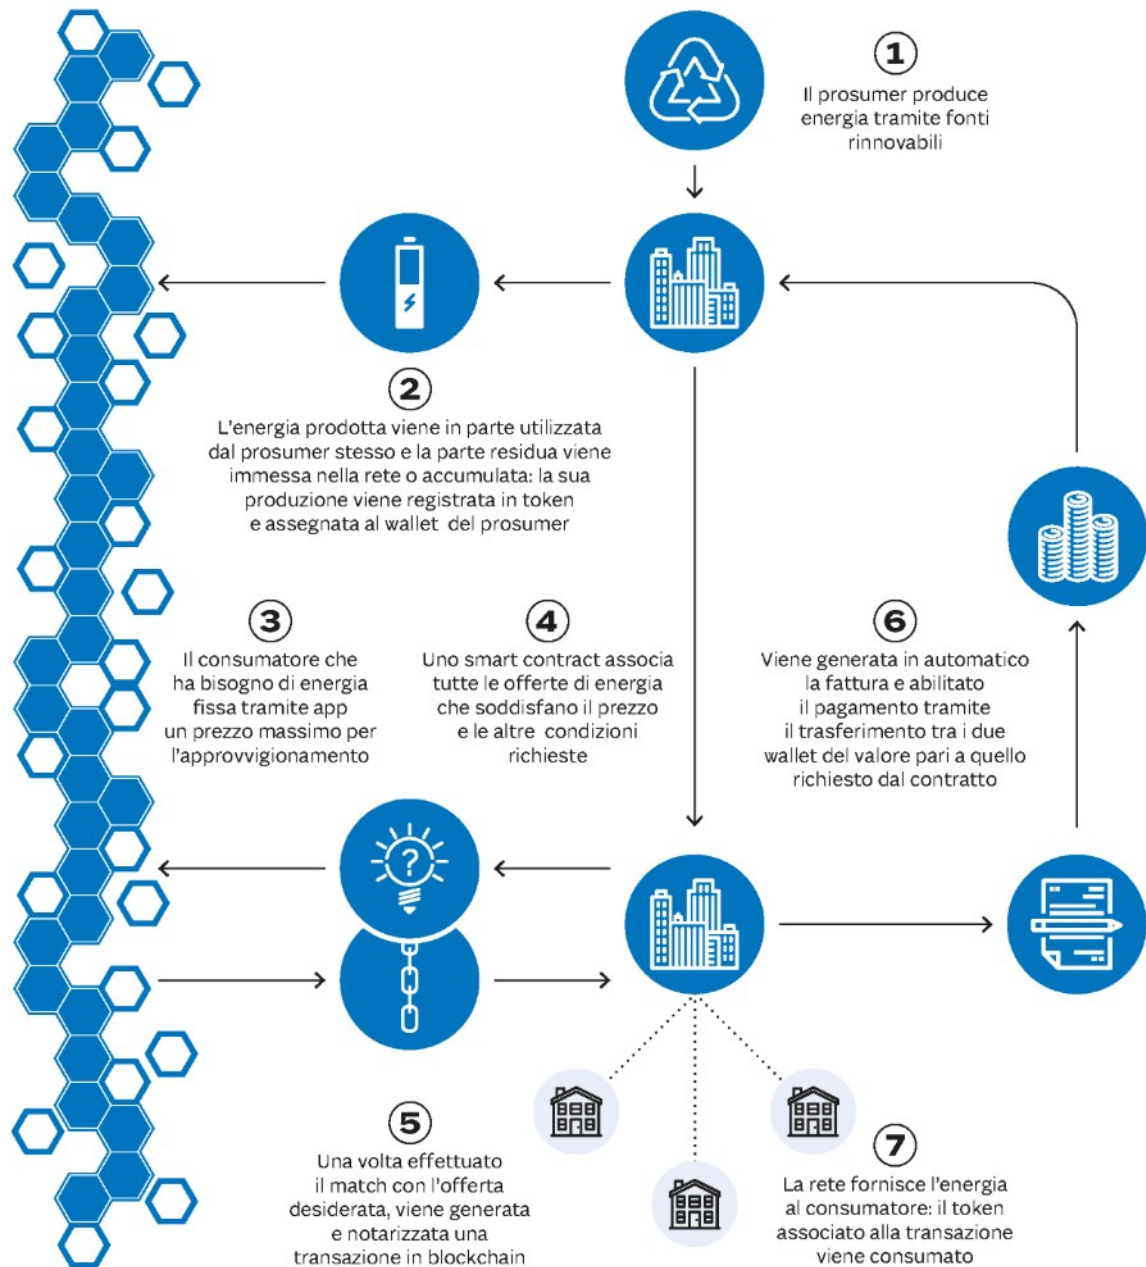 1
Il prosumer produce
energia tramite fonti
rinnovabili
2
L'energia prodotta viene in parte utilizzata
dal prosumer stesso e la parte residua viene
immessa nella rete o accumulata: la sua
produzione viene registrata in token
e assegnata al wallet del prosumer
3
Il consumatore che
ha bisogno di energia
fissa tramite app
un prezzo massimo per
l'approvvigionamento
4
Uno smart contract associa
tutte le offerte di energia
che soddisfano il prezzo
e le altre condizioni
richieste
6
Viene generata in automatico
la fattura e abilitato
il pagamento tramite
il trasferimento tra i due
wallet del valore pari a quello
richiesto dal contratto
?
5
Una volta effettuato
il match con l'offerta
desiderata, viene generata
e notarizzata una
transazione in blockchain
7
La rete fornisce l'energia
al consumatore: il token
associato alla transazione
viene consumato